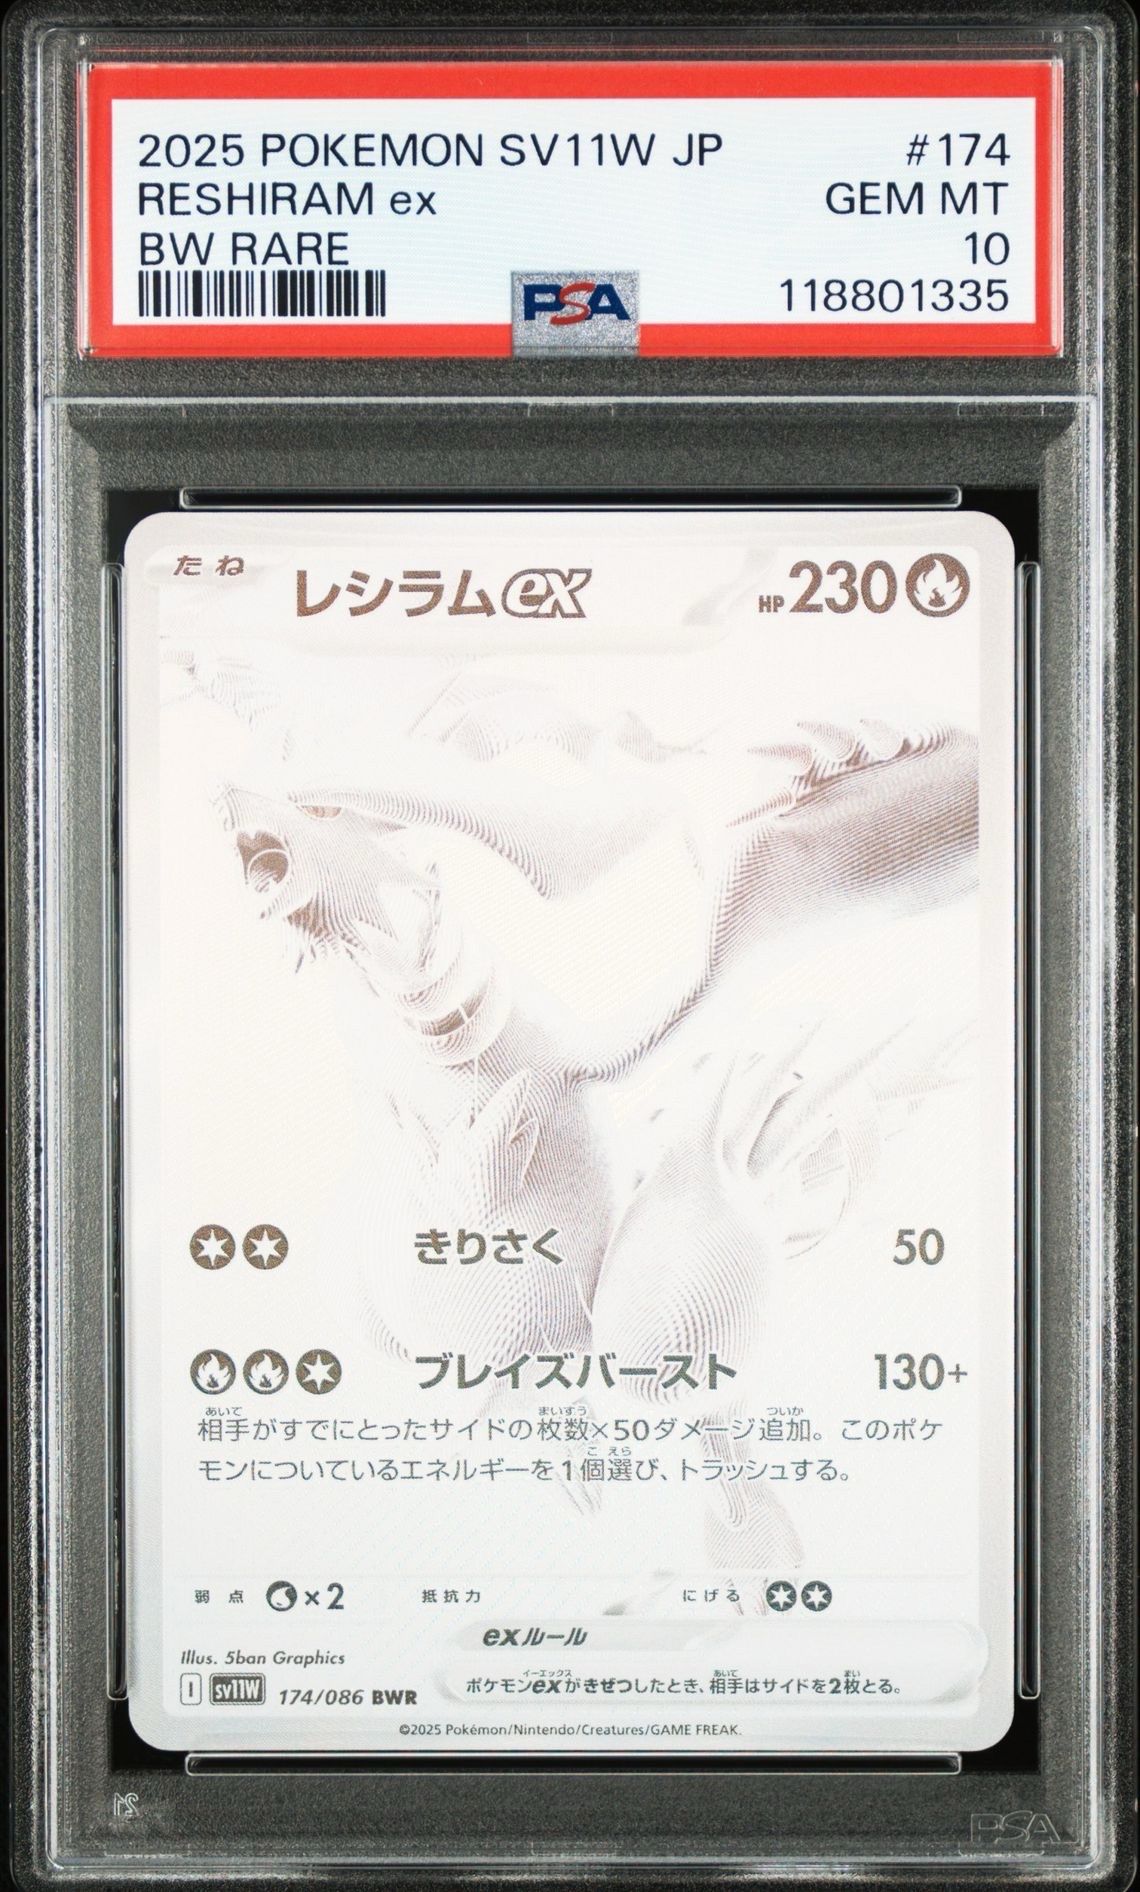 2025 POKEMON SV11W JP #174
RESHIRAM ex GEM MT
BW RARE 10
PSA 118801335
たね レシラムex HP 230
きりさく 50
ブレイズバースト 130+
相手がすでにとったサイドの枚数×50ダメージ追加。このポケ
モンについているエネルギーを1個選び、トラッシュする。
弱点 ×2 抵抗力 にげる
exルール
ポケモンexがきぜつしたとき、相手はサイドを2枚とる。
Illus. 5ban Graphics
I sv11W 174/086 BWR
©2025 Pokémon/Nintendo/Creatures/GAME FREAK.
PSA